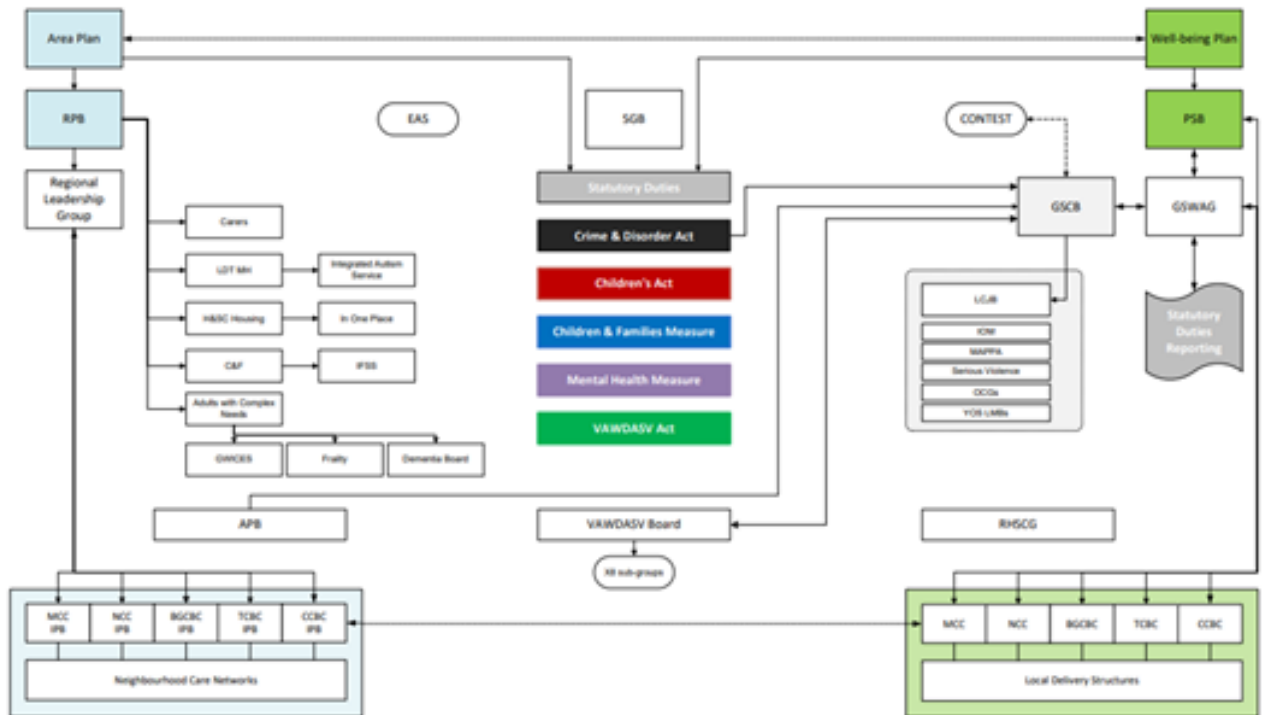 Area Plan
Well-being Plan
RPB
EAS
SGB
CONTEST
PSB
Regional
Leadership
Group
Statutory Duties
GSCB
GSWAG
Carers
Crime & Disorder Act
LDT MH
Integrated Autism
Service
Children's Act
LCJB
H&SC Housing
In One Place
Children & Families Measure
IOM
MAPPA
Statutory
Duties
Reporting
C&F
IFSS
Mental Health Measure
Serious Violence
OCGs
Adults with Complex
Needs
VAWDASV Act
YOS LMBs
GWICES
Frailty
Dementia Board
APB
VAWDASV Board
RHSCG
X8 sub-groups
MCC
IPB
NCC
IPB
BGCBC
IPB
TCBC
IPB
CCBC
IPB
MCC
NCC
BGCBC
TCBC
CCBC
Neighbourhood Care Networks
Local Delivery Structures